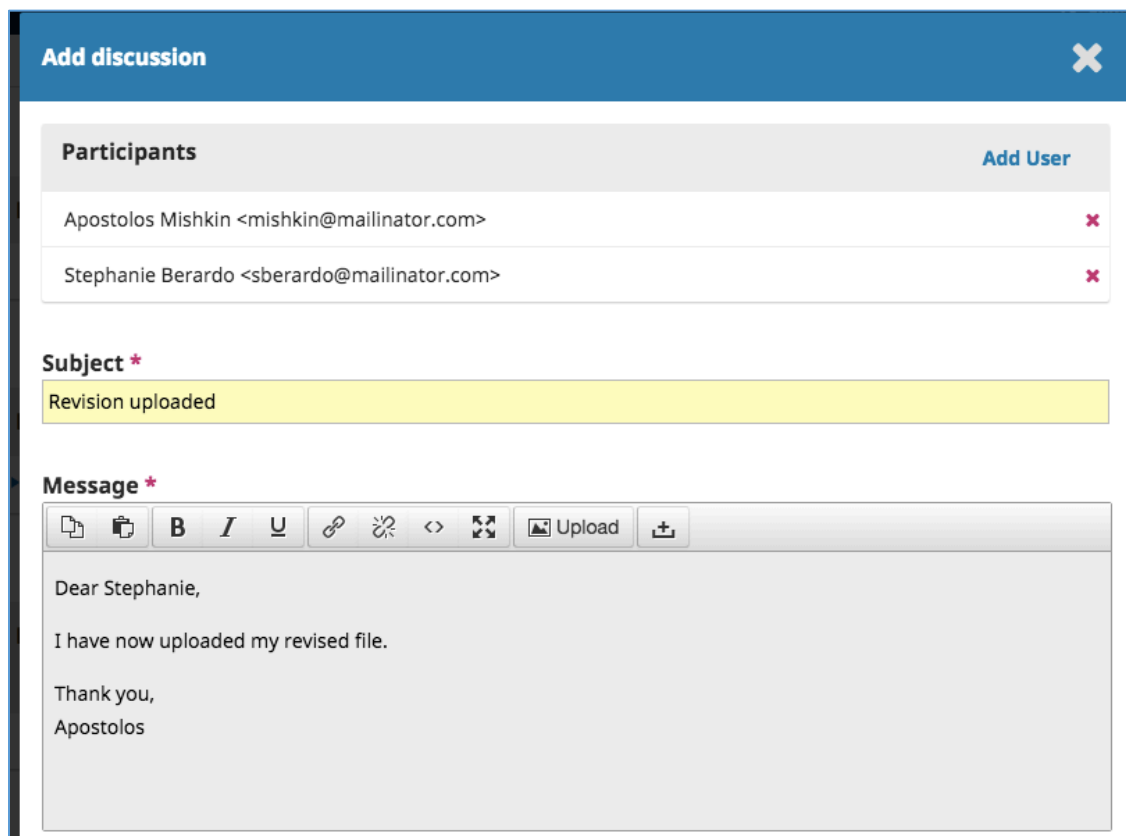 Add discussion
Participants
Add User
Apostolos Mishkin <mishkin@mailinator.com>
Stephanie Berardo <sberardo@mailinator.com>
Subject *
Revision uploaded
Message *
B I U <> Upload
Dear Stephanie,
I have now uploaded my revised file.
Thank you,
Apostolos